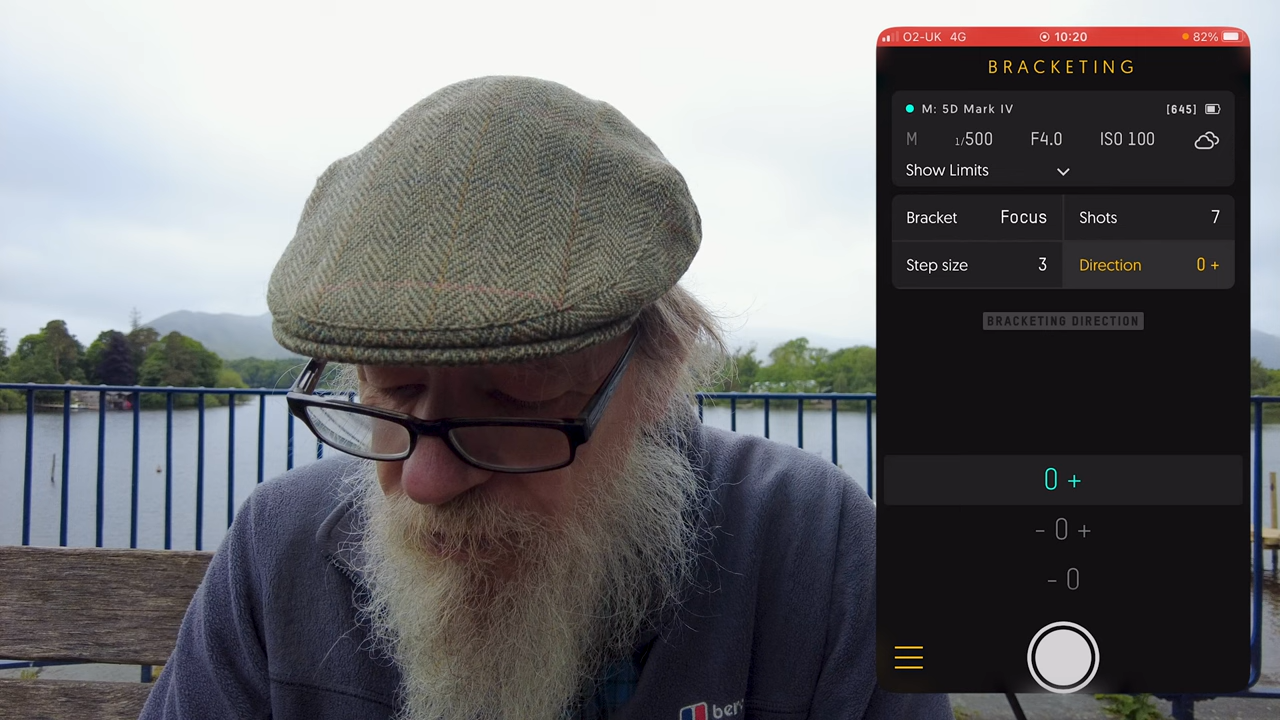 O2-UK 4G 10:20 82%
BRACKETING
M: 5D Mark IV [645]
M 1/500 F4.0 ISO 100
Show Limits
Bracket Focus Shots 7
Step size 3 Direction 0 +
BRACKETING DIRECTION
0 +
- 0 +
- 0